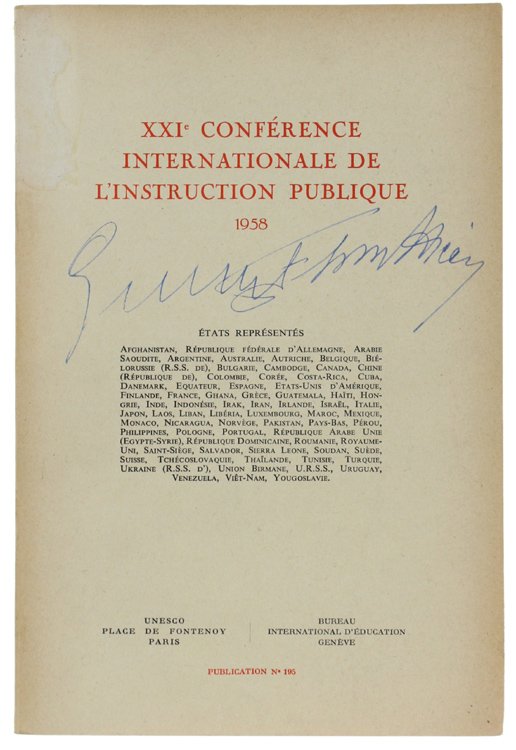 XXIe CONFÉRENCE
INTERNATIONALE DE
L'INSTRUCTION PUBLIQUE
1958
ÉTATS REPRÉSENTÉS
Afghanistan, République fédérale d'Allemagne, Arabie
Saoudite, Argentine, Australie, Autriche, Belgique, Bié-
lorussie (R.S.S. de), Bulgarie, Cambodge, Canada, Chine
(République de), Colombie, Corée, Costa-Rica, Cuba,
Danemark, Equateur, Espagne, Etats-Unis d'Amérique,
Finlande, France, Ghana, Grèce, Guatemala, Haïti, Hon-
grie, Inde, Indonésie, Irak, Iran, Irlande, Israël, Italie,
Japon, Laos, Liban, Libéria, Luxembourg, Maroc, Mexique,
Monaco, Nicaragua, Norvège, Pakistan, Pays-Bas, Pérou,
Philippines, Pologne, Portugal, République Arabe Unie
(Egypte-Syrie), République Dominicaine, Roumanie, Royaume-
Uni, Saint-Siège, Salvador, Sierra Leone, Soudan, Suède,
Suisse, Tchécoslovaquie, Thaïlande, Tunisie, Turquie,
Ukraine (R.S.S. d'), Union Birmane, U.R.S.S., Uruguay,
Venezuela, Viêt-Nam, Yougoslavie.
UNESCO
PLACE DE FONTENOY
PARIS
BUREAU
INTERNATIONAL D'ÉDUCATION
GENÈVE
PUBLICATION No 195